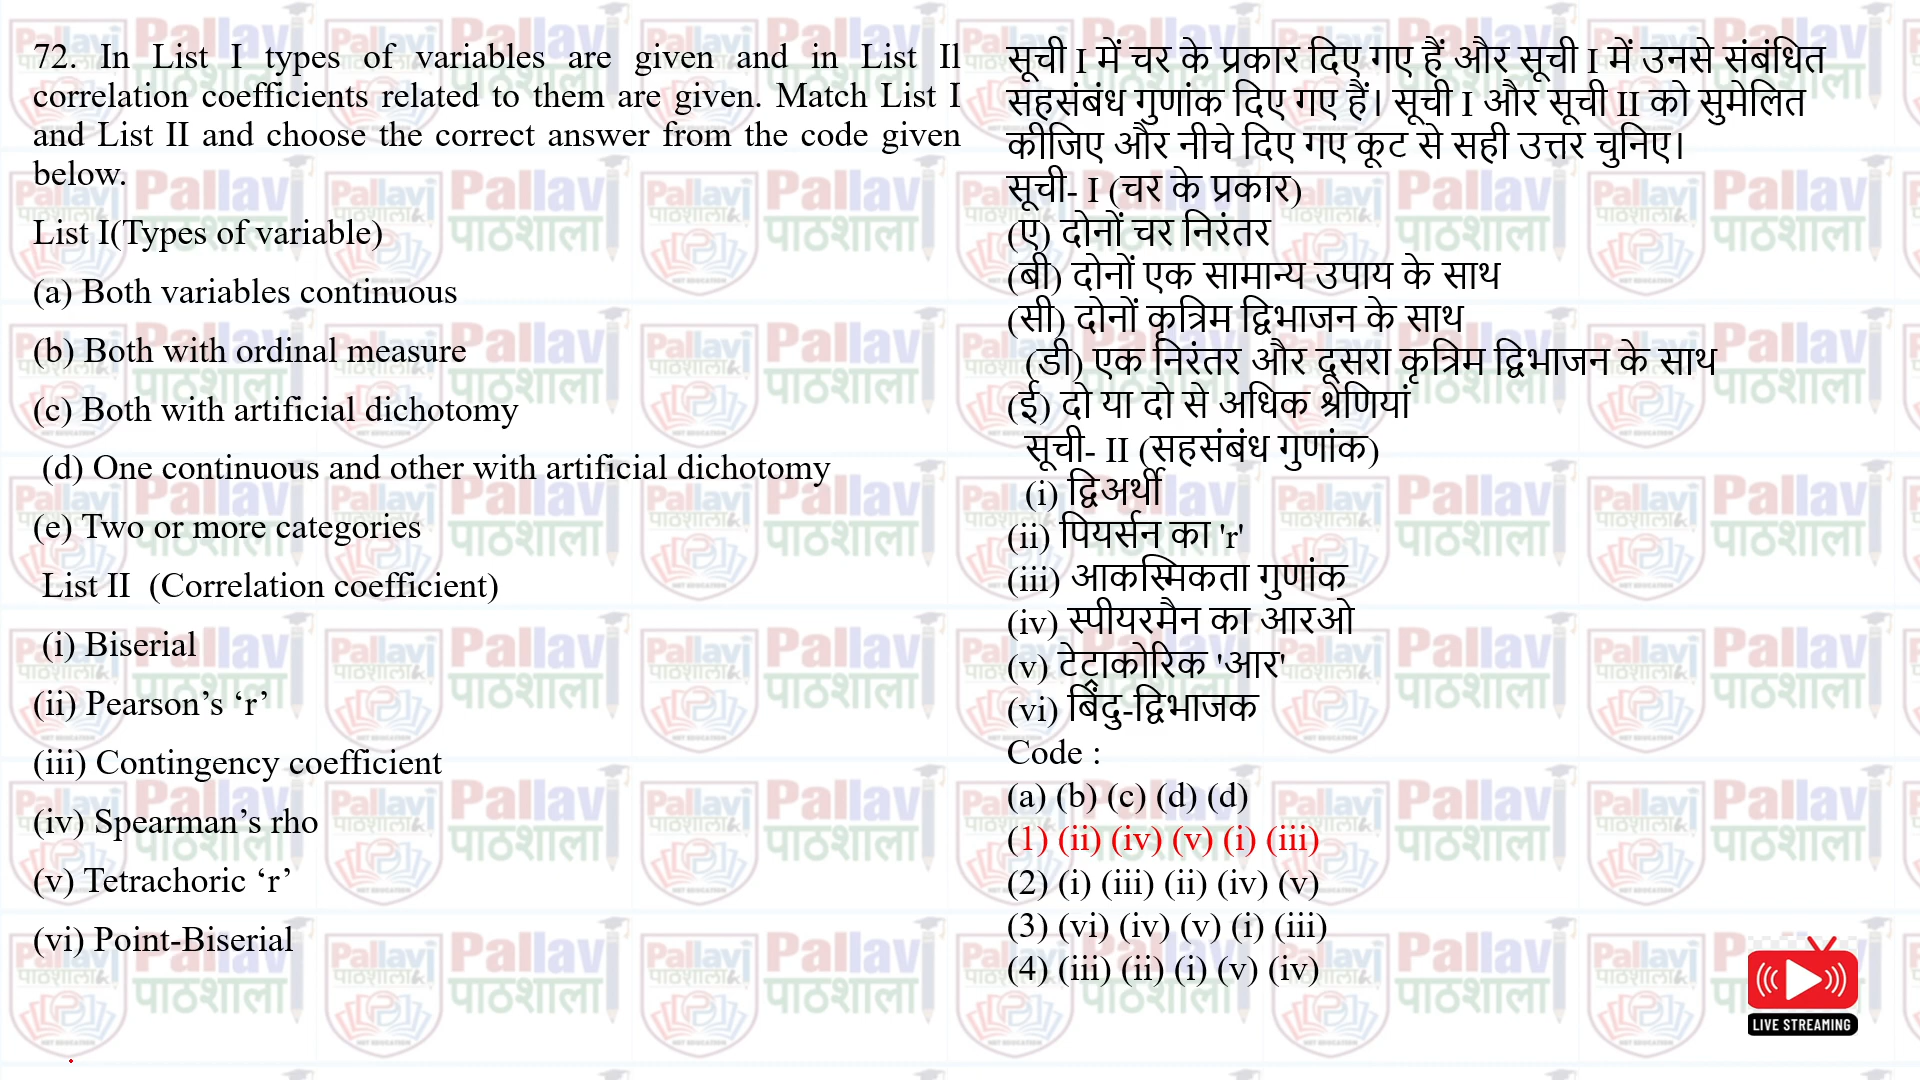 72. In List I types of variables are given and in List Il
correlation coefficients related to them are given. Match List I
and List II and choose the correct answer from the code given
below.
List I(Types of variable)
(a) Both variables continuous
(b) Both with ordinal measure
(c) Both with artificial dichotomy
(d) One continuous and other with artificial dichotomy
(e) Two or more categories
List II (Correlation coefficient)
(i) Biserial
(ii) Pearson’s ‘r’
(iii) Contingency coefficient
(iv) Spearman’s rho
(v) Tetrachoric ‘r’
(vi) Point-Biserial
सूची I में चर के प्रकार दिए गए हैं और सूची I में उनसे संबंधित
सहसंबंध गुणांक दिए गए हैं। सूची I और सूची II को सुमेलित
कीजिए और नीचे दिए गए कूट से सही उत्तर चुनिए।
सूची- I (चर के प्रकार)
(ए) दोनों चर निरंतर
(बी) दोनों एक सामान्य उपाय के साथ
(सी) दोनों कृत्रिम द्विभाजन के साथ
(डी) एक निरंतर और दूसरा कृत्रिम द्विभाजन के साथ
(ई) दो या दो से अधिक श्रेणियां
सूची- II (सहसंबंध गुणांक)
(i) द्विअर्थी
(ii) पियर्सन का 'r'
(iii) आकस्मिकता गुणांक
(iv) स्पीयरमैन का आरओ
(v) टेट्राकोरिक 'आर'
(vi) बिंदु-द्विभाजक
Code :
(a) (b) (c) (d) (d)
(1) (ii) (iv) (v) (i) (iii)
(2) (i) (iii) (ii) (iv) (v)
(3) (vi) (iv) (v) (i) (iii)
(4) (iii) (ii) (i) (v) (iv)
LIVE STREAMING